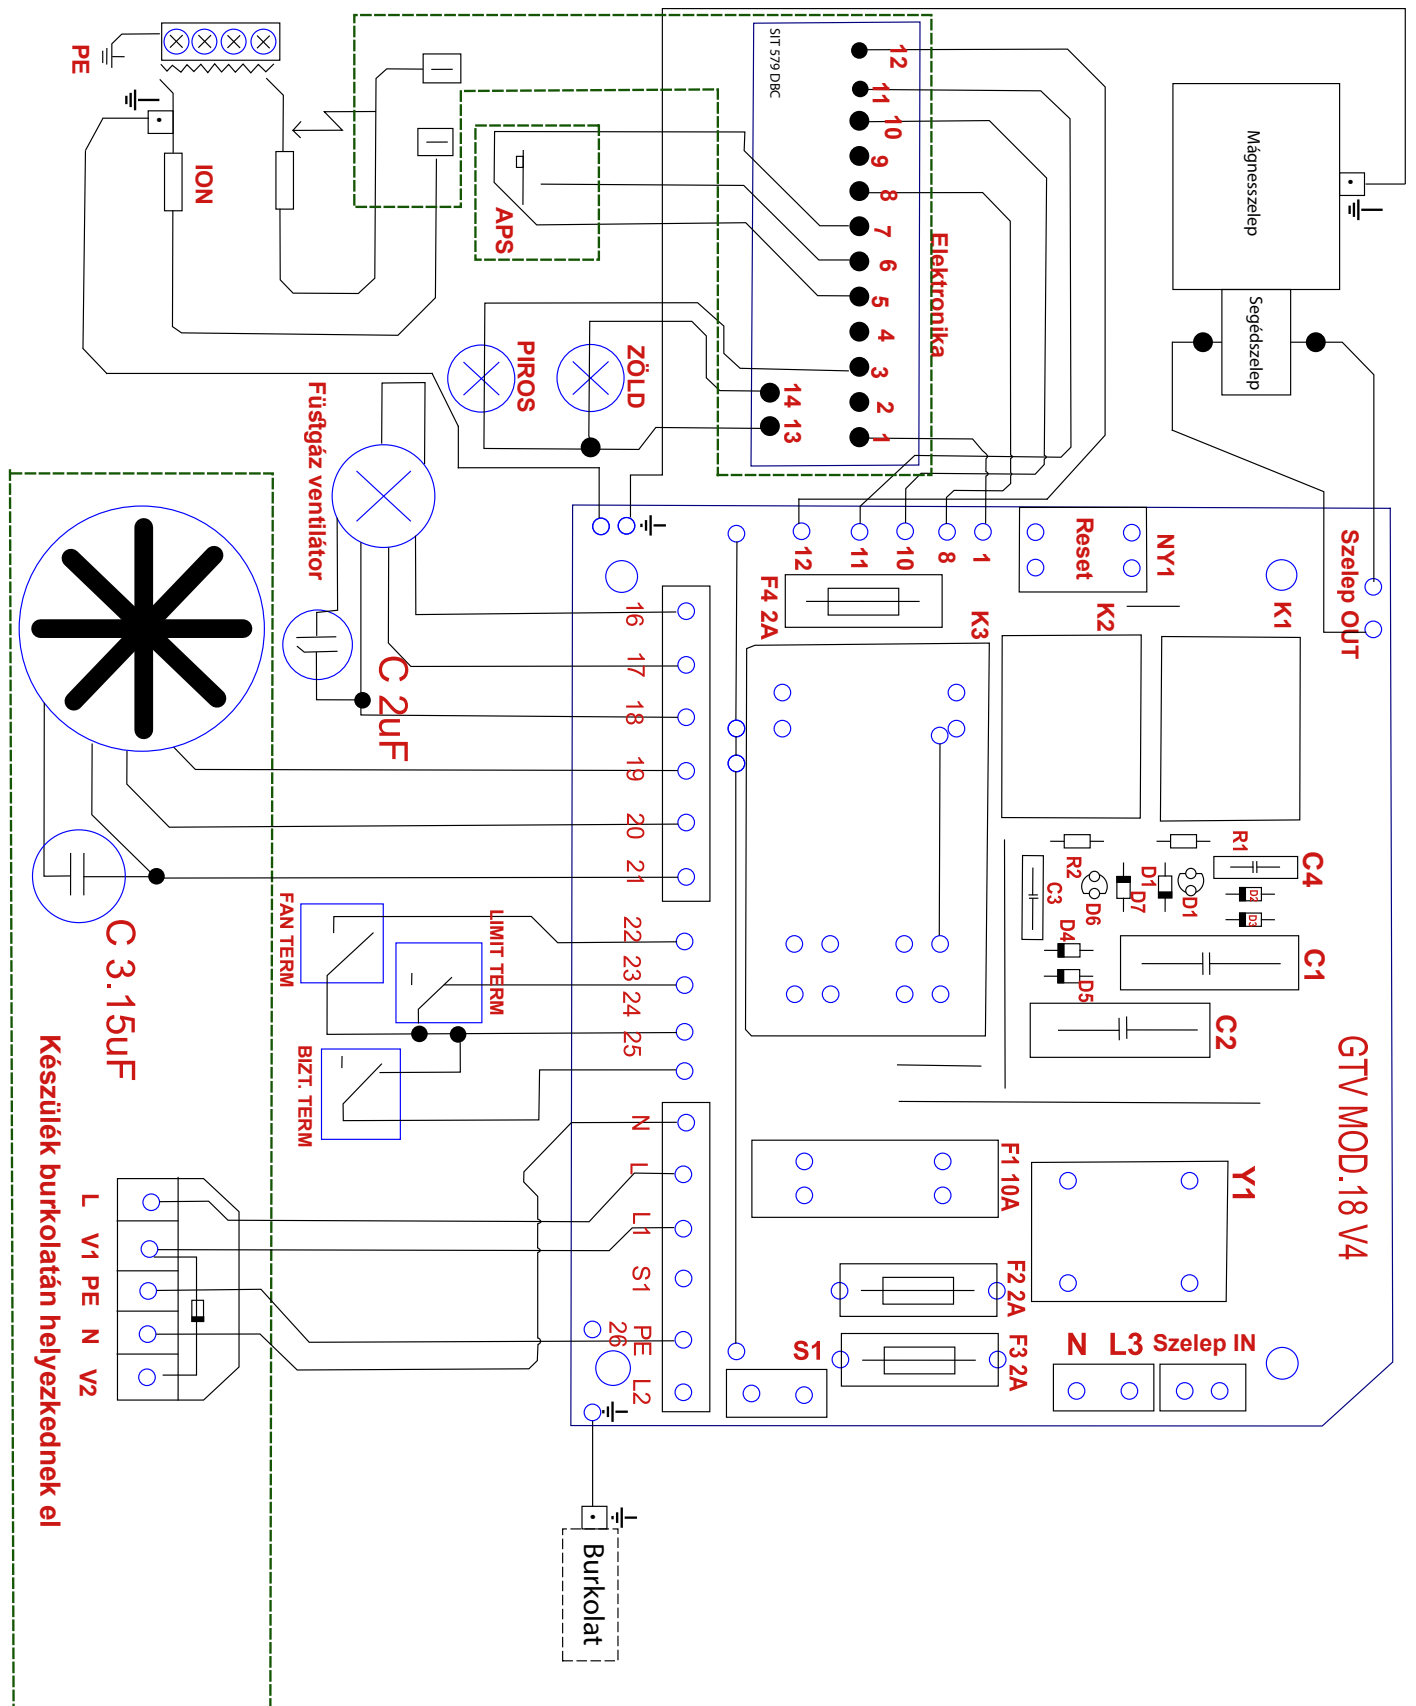 PE
ION
APS
SIT 579 DBC
12
11
10
9
8
7
6
5
4
3
2
1
14
13
Elektronika
Mágnesszelep
Segédszelep
PIROS
ZÖLD
Füstgáz ventilátor
C 2uF
C 3.15uF
Készülék burkolatán helyezkednek el
FAN TERM
LIMIT TERM
BIZT. TERM
L
V1
PE
N
V2
16
17
18
19
20
21
22
23
24
25
N
L
L1
S1
PE
L2
26
12
11
10
8
1
F4 2A
K3
Reset
NY1
K2
K1
Szelep OUT
R2
R1
C3
D6
D7
D1
D1
C4
D2
D3
D4
D5
C1
C2
GTV MOD.18 V4
F1 10A
Y1
F2 2A
F3 2A
S1
N
L3
Szelep IN
Burkolat